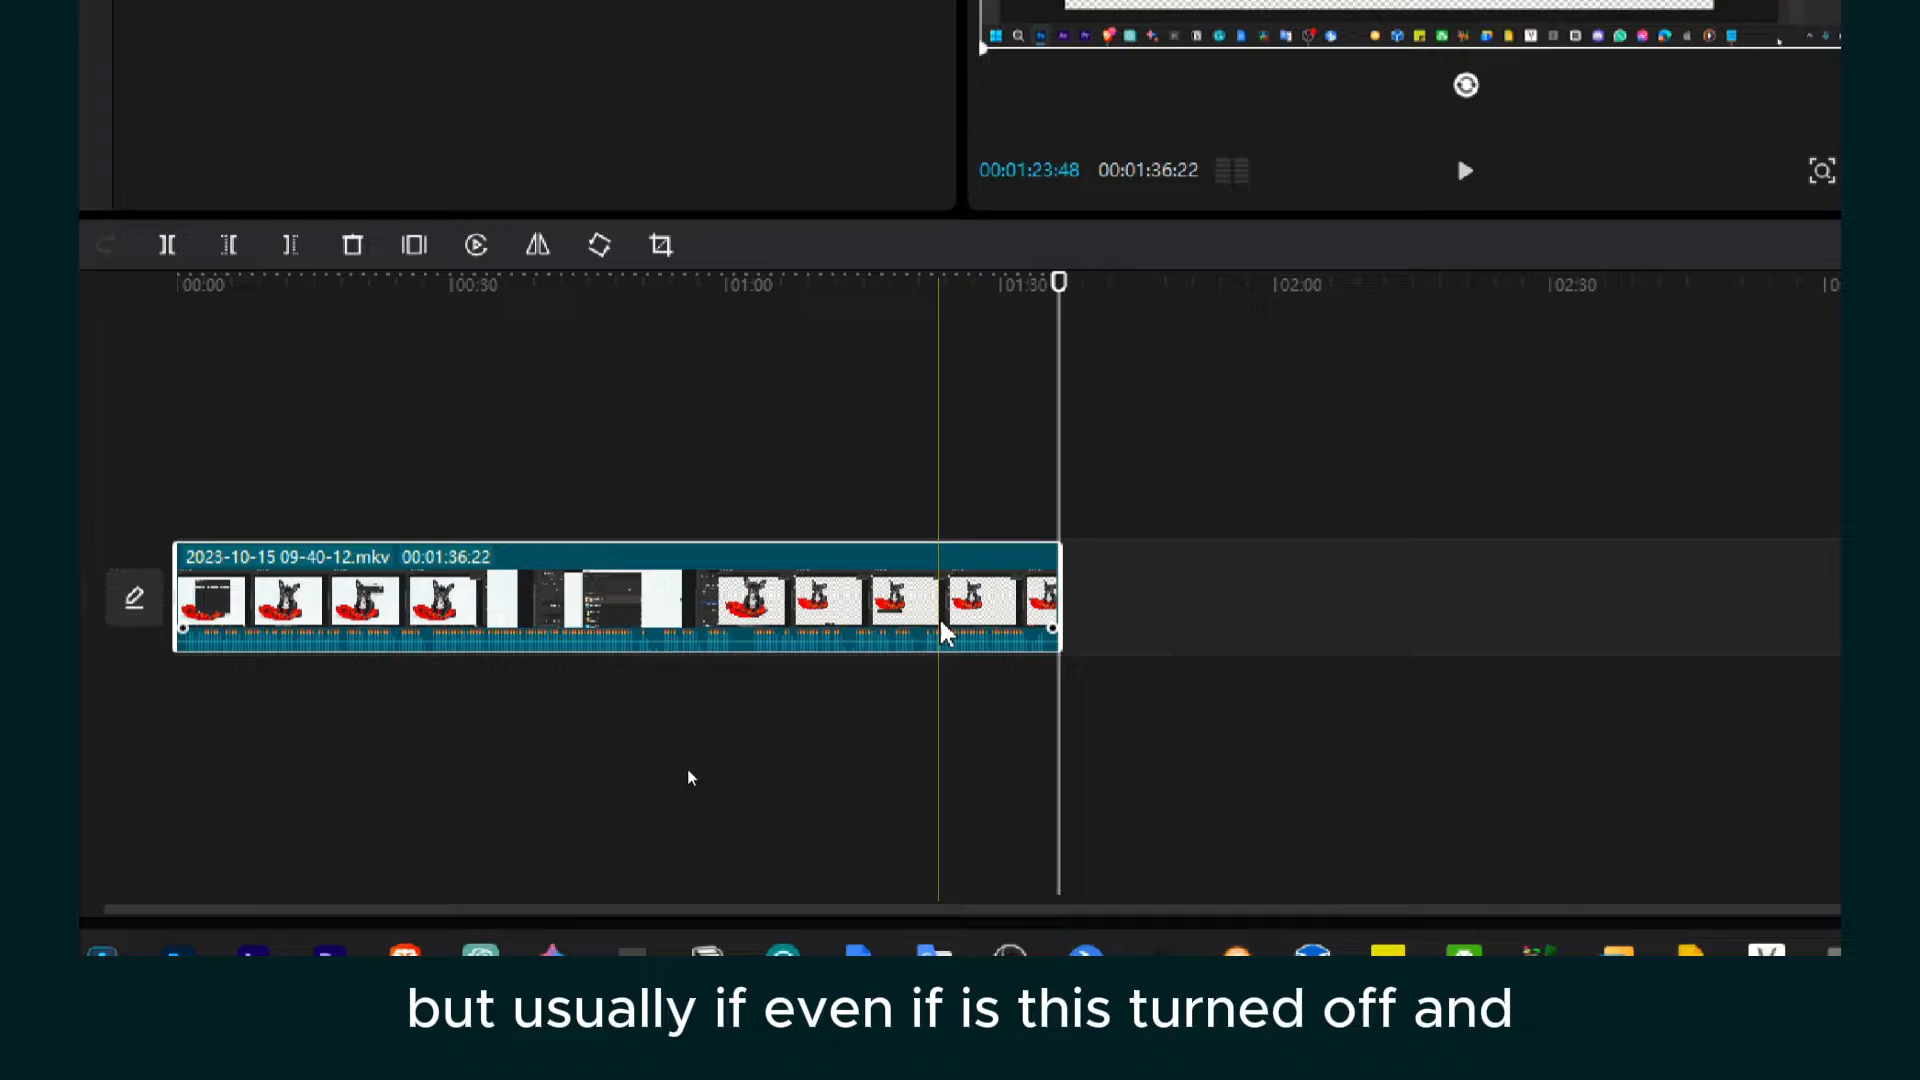 00:01:23:48 00:01:36:22
00:00 00:30 01:00 01:30 02:00 02:30
2023-10-15 09-40-12.mkv 00:01:36:22
but usually if even if is this turned off and